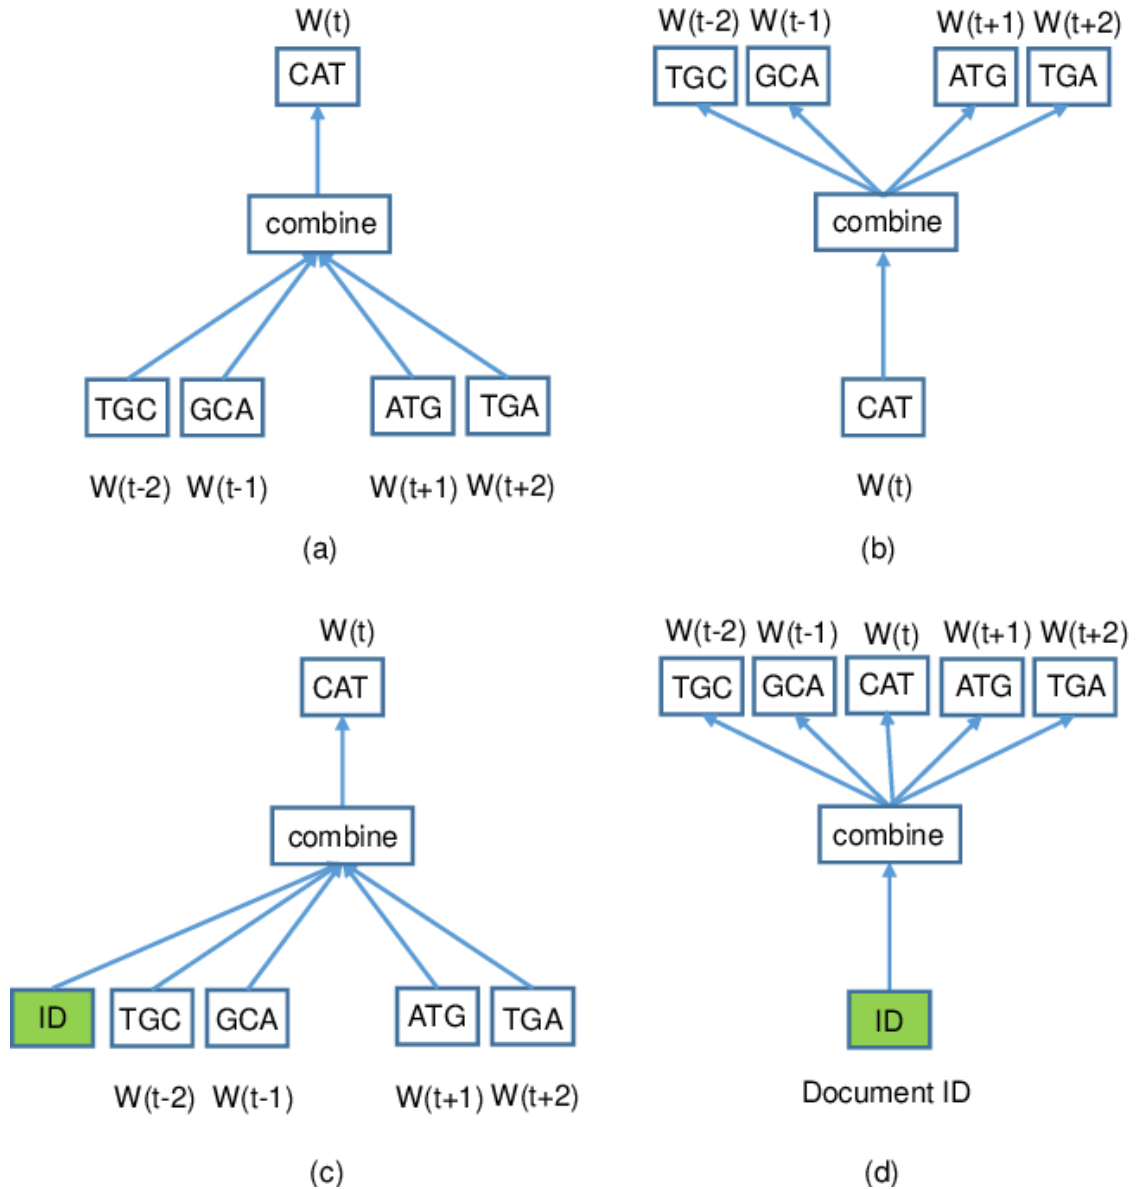 W(t)
CAT
combine
TGC GCA ATG TGA
W(t-2) W(t-1) W(t+1) W(t+2)
(a)
W(t-2) W(t-1) W(t+1) W(t+2)
TGC GCA ATG TGA
combine
CAT
W(t)
(b)
W(t)
CAT
combine
ID TGC GCA ATG TGA
W(t-2) W(t-1) W(t+1) W(t+2)
(c)
W(t-2) W(t-1) W(t) W(t+1) W(t+2)
TGC GCA CAT ATG TGA
combine
ID
Document ID
(d)